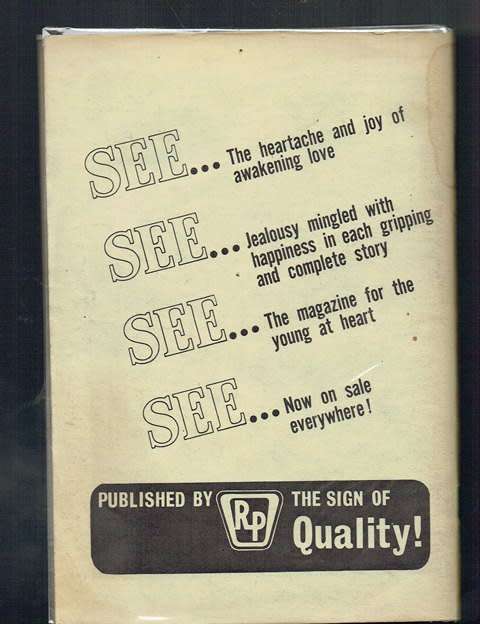 SEE... The heartache and joy of
awakening love
SEE... Jealousy mingled with
happiness in each gripping
and complete story
SEE... The magazine for the
young at heart
SEE... Now on sale
everywhere!
PUBLISHED BY RP THE SIGN OF
Quality!